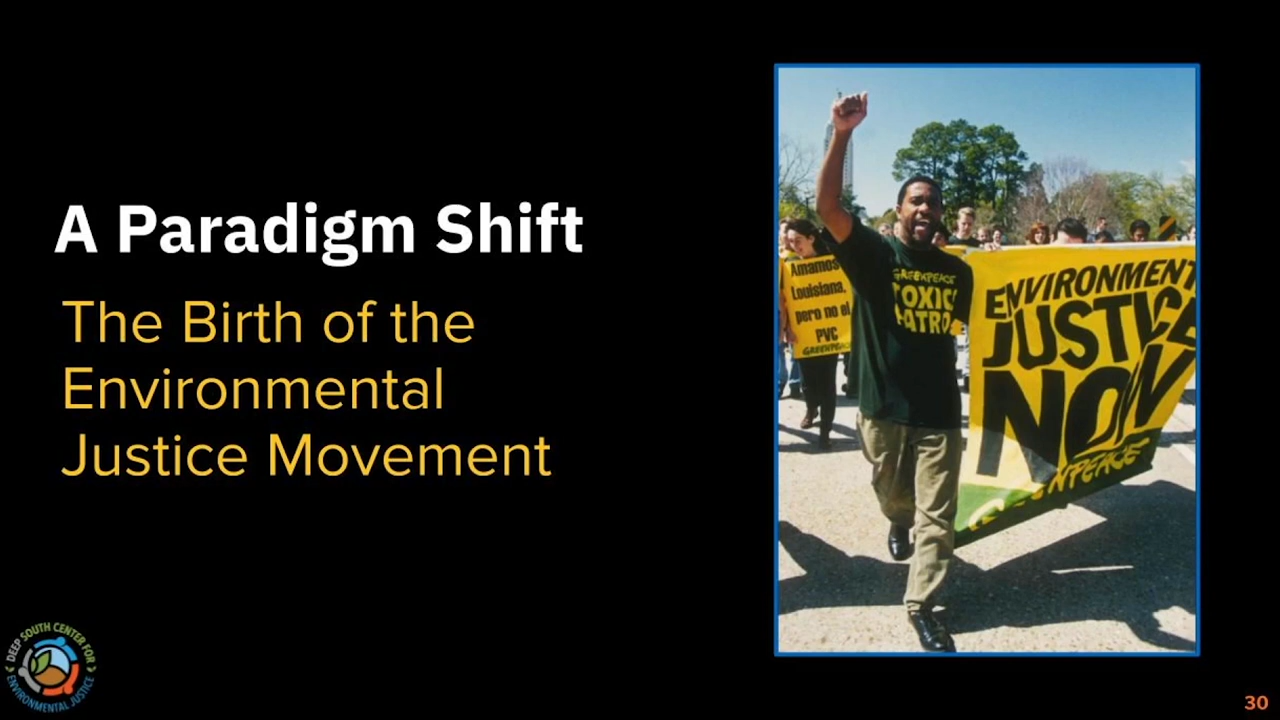 A Paradigm Shift
The Birth of the
Environmental
Justice Movement
Amamos
Louisiana,
pero no el
PVC
GREENPEAC
GREENPEACE
TOXIC
PATRO
ENVIRONMENT
JUSTICE
NOW
GREENPEACE
DEEP SOUTH CENTER FOR
ENVIRONMENTAL JUSTICE
30